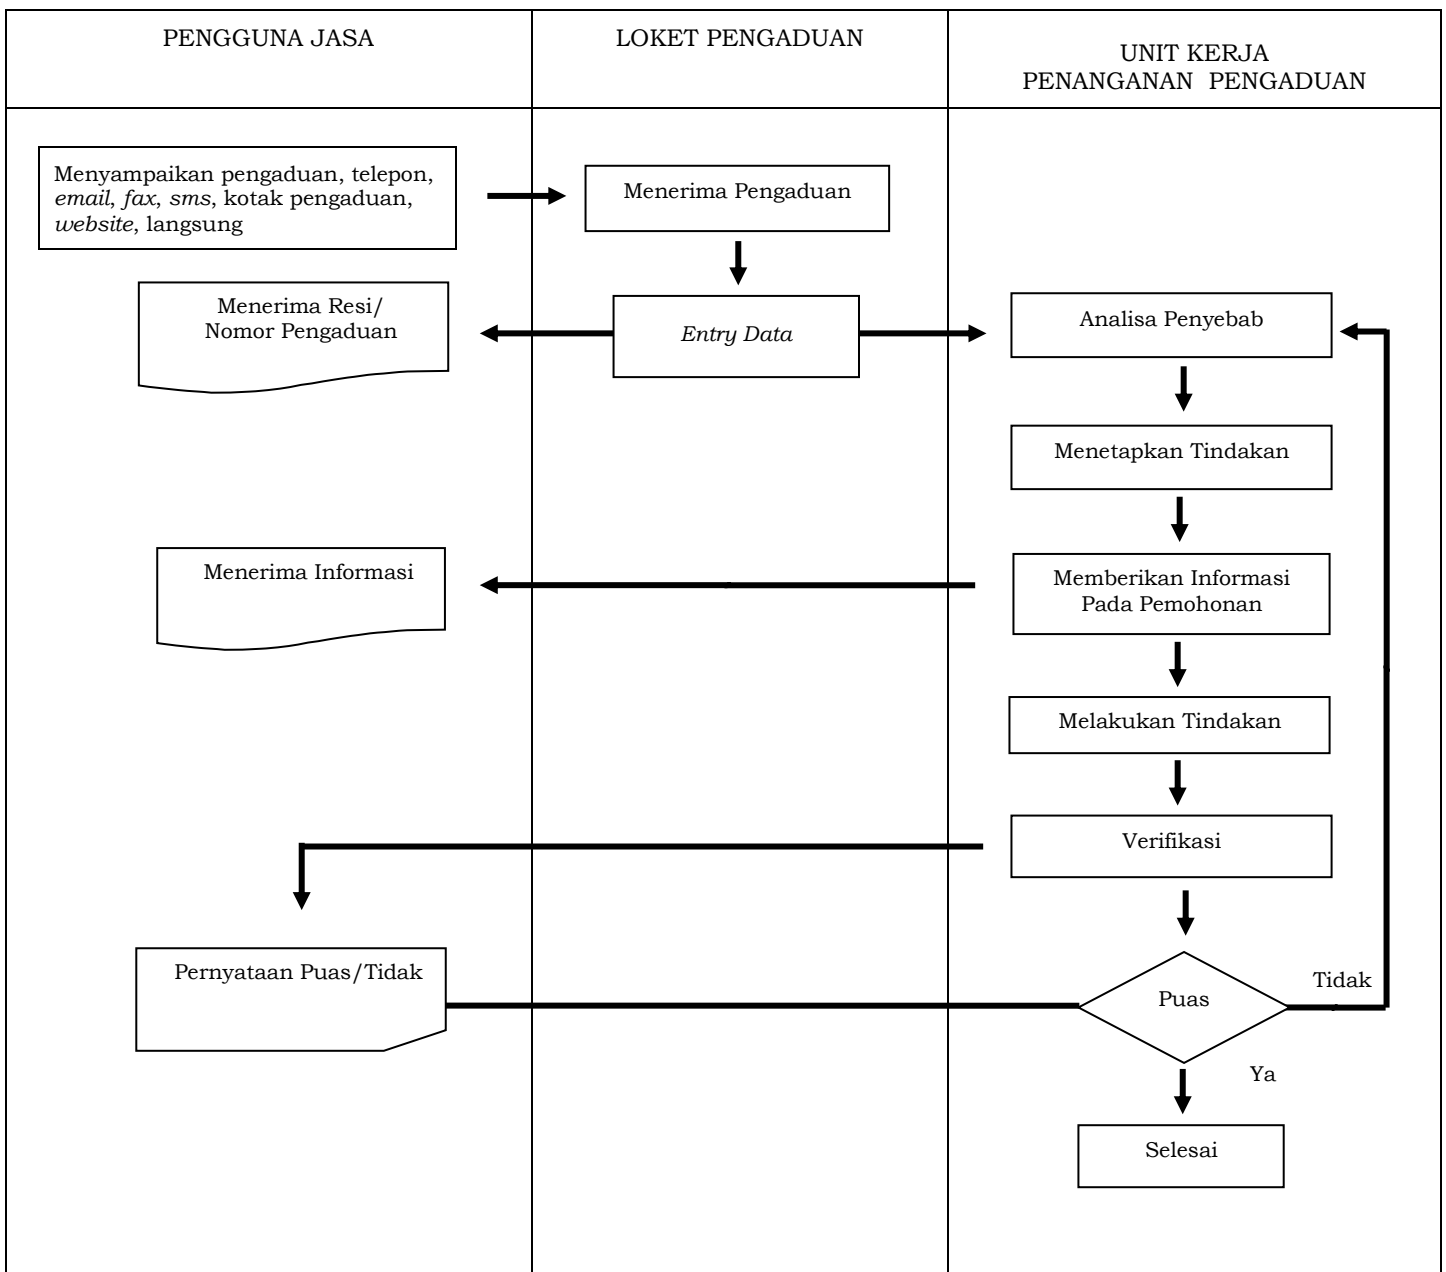 PENGGUNA JASA
LOKET PENGADUAN
UNIT KERJA
PENANGANAN PENGADUAN
Menyampaikan pengaduan, telepon,
email, fax, sms, kotak pengaduan,
website, langsung
Menerima Pengaduan
Menerima Resi/
Nomor Pengaduan
Entry Data
Analisa Penyebab
Menetapkan Tindakan
Menerima Informasi
Memberikan Informasi
Pada Pemohonan
Melakukan Tindakan
Verifikasi
Pernyataan Puas/Tidak
Puas
Tidak
Ya
Selesai